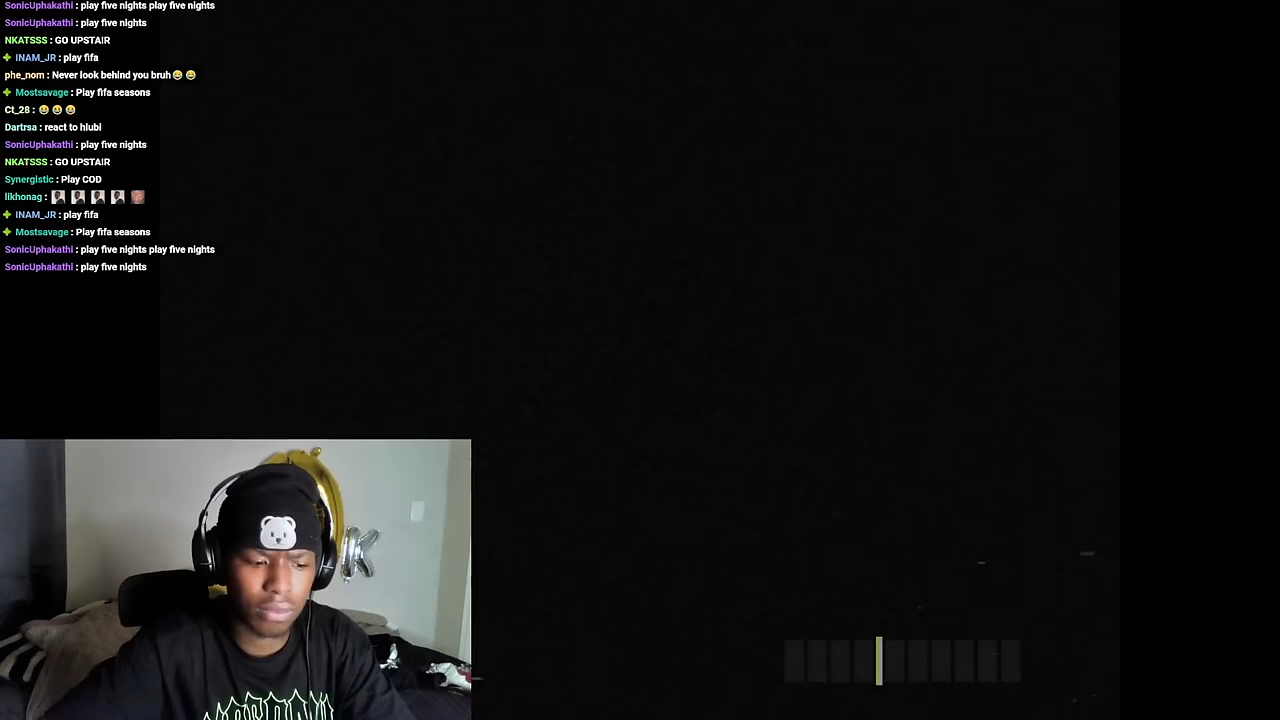 SonicUphakathi : play five nights play five nights
SonicUphakathi : play five nights
NKATSSS : GO UPSTAIR
INAM_JR : play fifa
phe_nom : Never look behind you bruh😂😂
Mostsavage : Play fifa seasons
Ct_28 : 😂😂😂
Dartrsa : react to hlubi
SonicUphakathi : play five nights
NKATSSS : GO UPSTAIR
Synergistic : Play COD
likhonag :
INAM_JR : play fifa
Mostsavage : Play fifa seasons
SonicUphakathi : play five nights play five nights
SonicUphakathi : play five nights
K